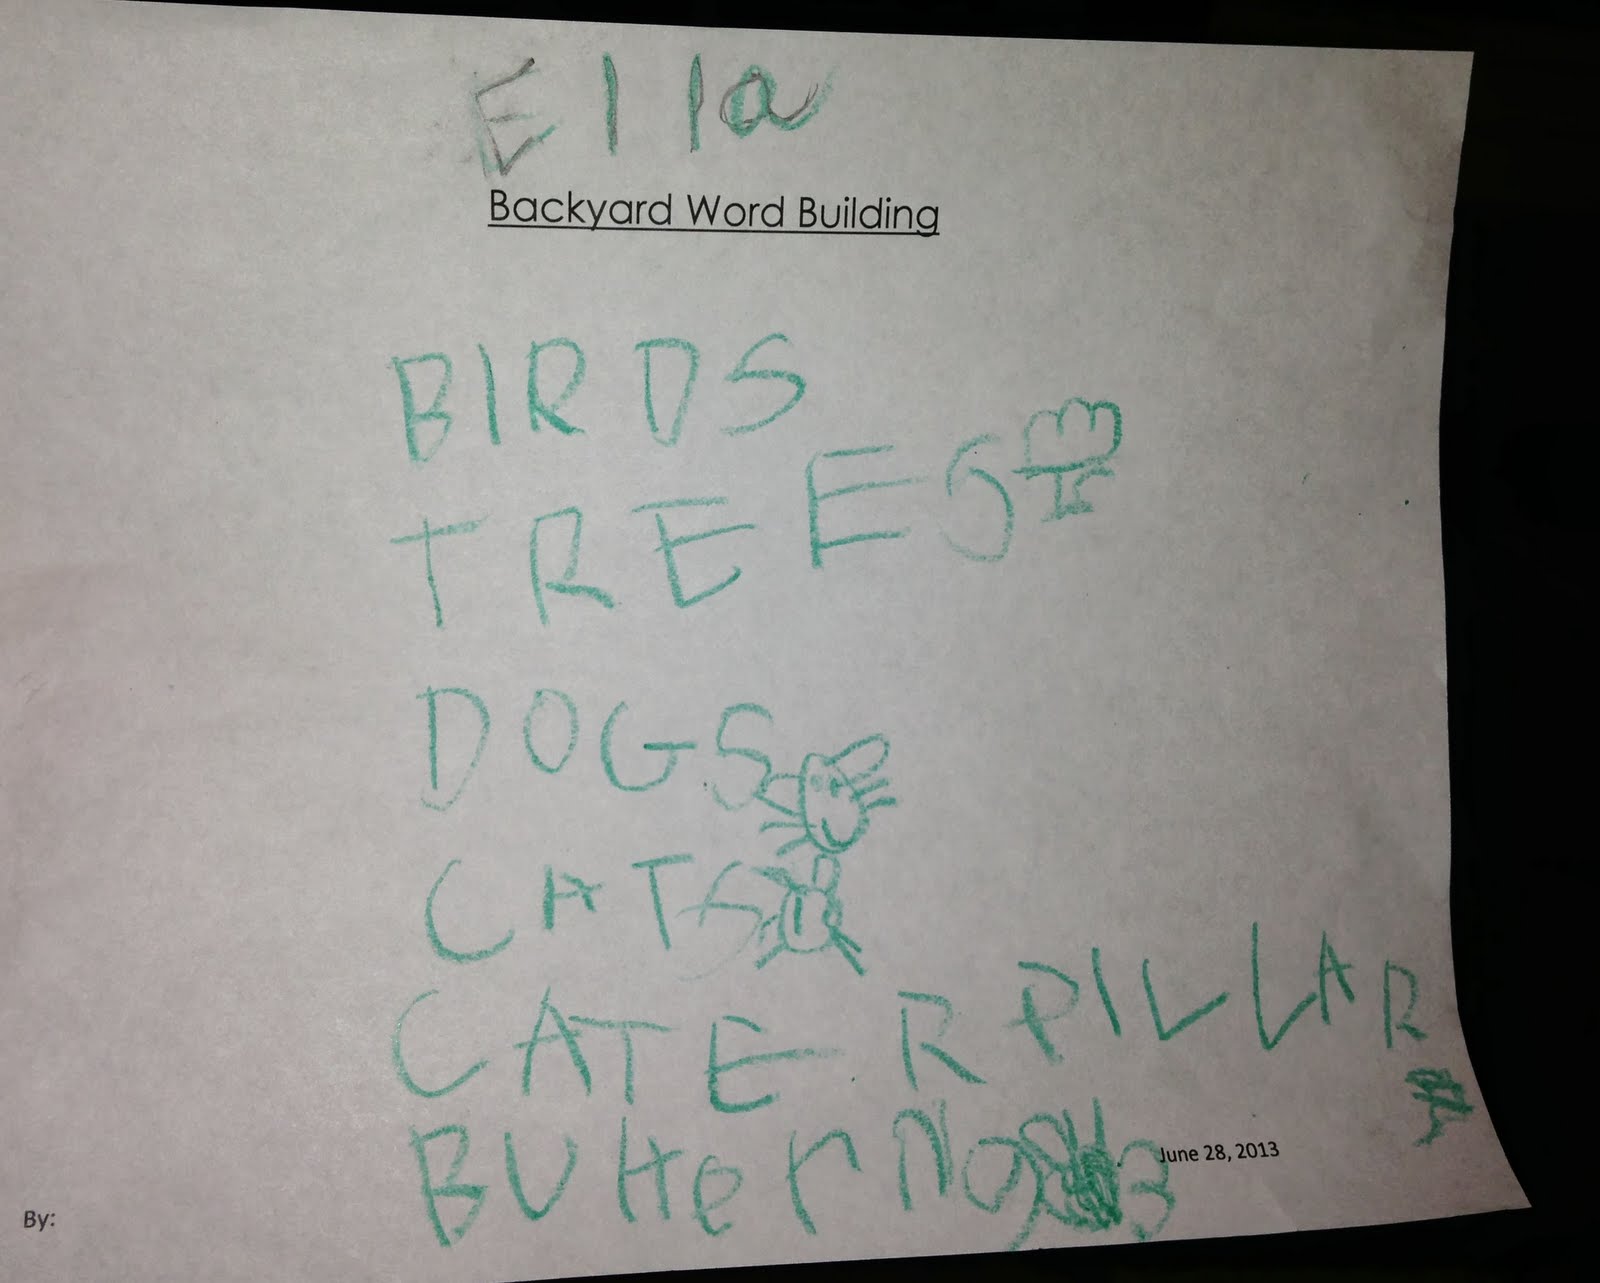 Ella
Backyard Word Building
BIRDS
TREES
DOGS
CATS
CATERPILLAR
June 28, 2013
By: